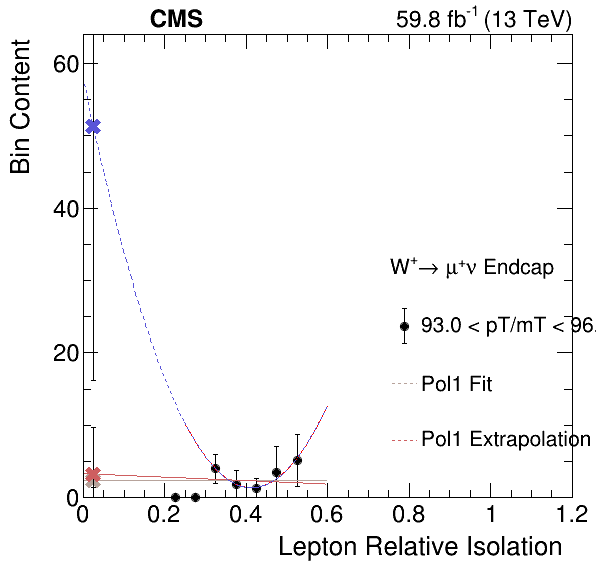 CMS 59.8 fb⁻¹ (13 TeV)
Bin Content
60
40
20
0
W⁺→ μ⁺ν Endcap
93.0 < pT/mT < 96.
Pol1 Fit
Pol1 Extrapolation
0 0.2 0.4 0.6 0.8 1 1.2
Lepton Relative Isolation